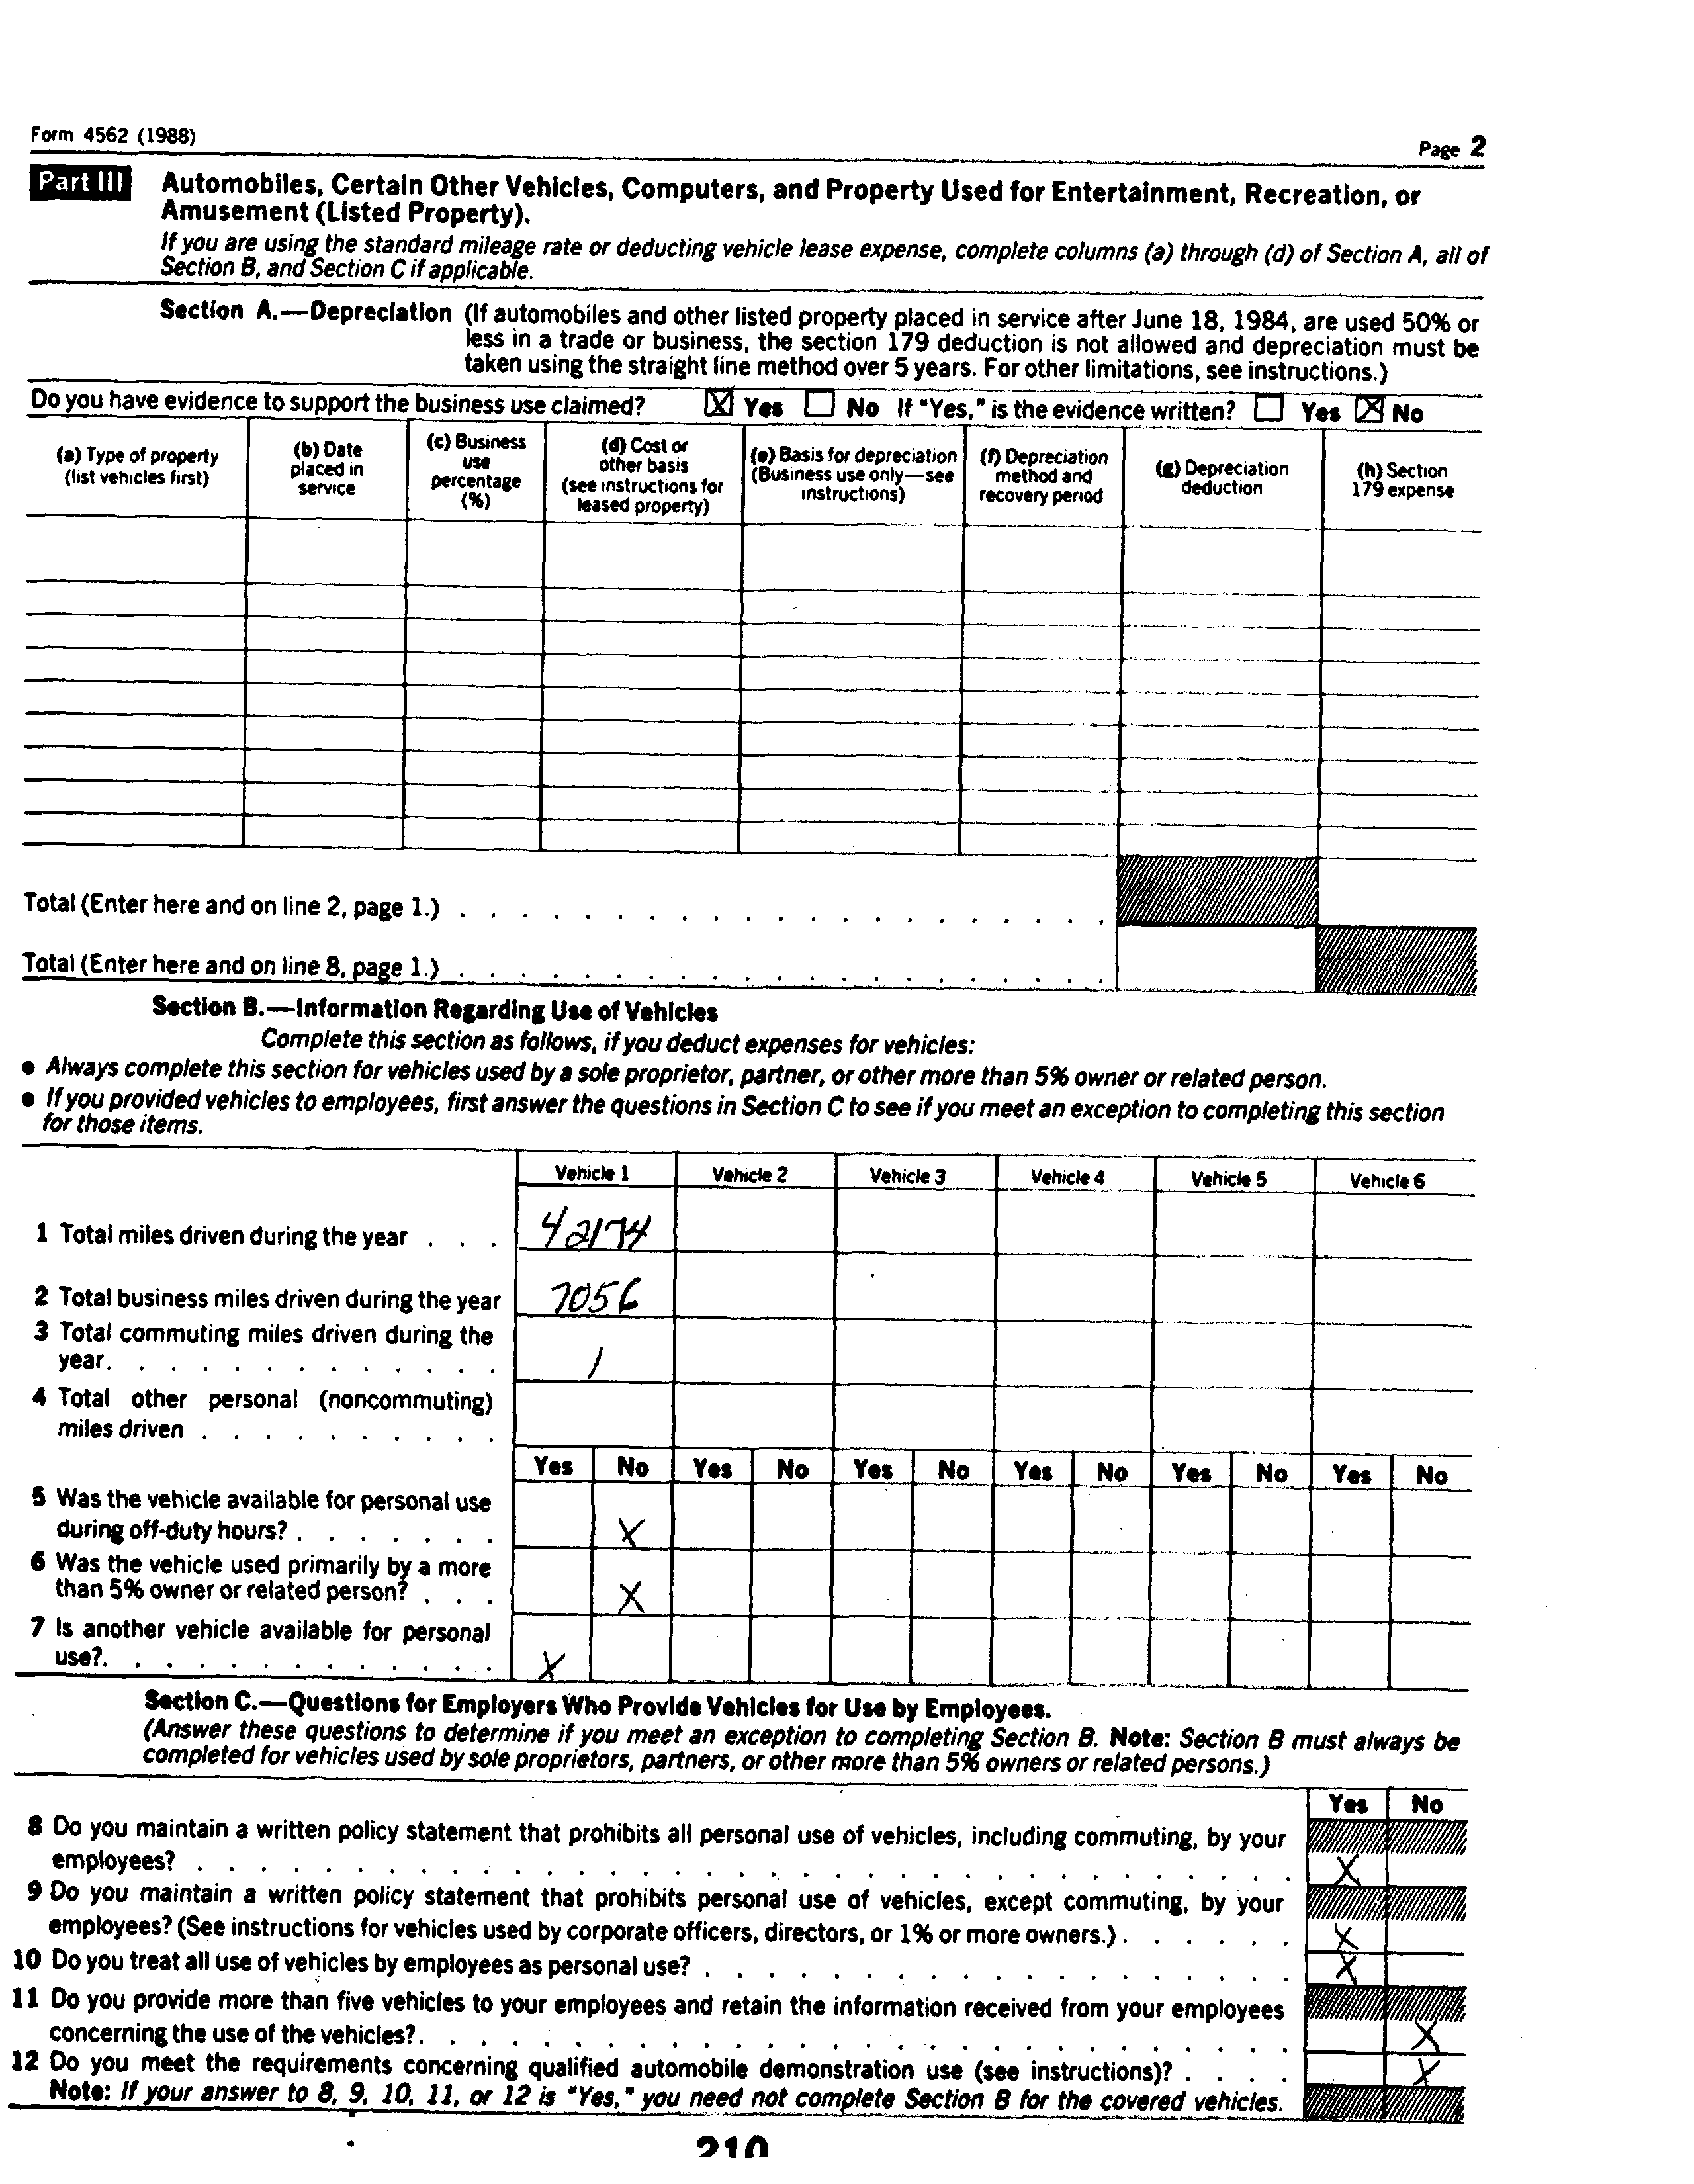 Form 4562 (1988)
Page 2
Part III Automobiles, Certain Other Vehicles, Computers, and Property Used for Entertainment, Recreation, or
Amusement (Listed Property).
If you are using the standard mileage rate or deducting vehicle lease expense, complete columns (a) through (d) of Section A, all of
Section B, and Section C if applicable.
Section A.—Depreciation (If automobiles and other listed property placed in service after June 18, 1984, are used 50% or
less in a trade or business, the section 179 deduction is not allowed and depreciation must be
taken using the straight line method over 5 years. For other limitations, see instructions.)
Do you have evidence to support the business use claimed? X Yes No If "Yes," is the evidence written? Yes X No
(a) Type of property
(list vehicles first)
(b) Date
placed in
service
(c) Business
use
percentage
(%)
(d) Cost or
other basis
(see instructions for
leased property)
(e) Basis for depreciation
(Business use only—see
instructions)
(f) Depreciation
method and
recovery period
(g) Depreciation
deduction
(h) Section
179 expense
Total (Enter here and on line 2, page 1.)
Total (Enter here and on line 8, page 1.)
Section B.—Information Regarding Use of Vehicles
Complete this section as follows, if you deduct expenses for vehicles:
● Always complete this section for vehicles used by a sole proprietor, partner, or other more than 5% owner or related person.
● If you provided vehicles to employees, first answer the questions in Section C to see if you meet an exception to completing this section
for those items.
Vehicle 1 Vehicle 2 Vehicle 3 Vehicle 4 Vehicle 5 Vehicle 6
1 Total miles driven during the year . . . 42174
2 Total business miles driven during the year 7056
3 Total commuting miles driven during the
year. /
4 Total other personal (noncommuting)
miles driven
Yes No Yes No Yes No Yes No Yes No Yes No
5 Was the vehicle available for personal use
during off-duty hours? X
6 Was the vehicle used primarily by a more
than 5% owner or related person? X
7 Is another vehicle available for personal
use? X
Section C.—Questions for Employers Who Provide Vehicles for Use by Employees.
(Answer these questions to determine if you meet an exception to completing Section B. Note: Section B must always be
completed for vehicles used by sole proprietors, partners, or other more than 5% owners or related persons.)
Yes No
8 Do you maintain a written policy statement that prohibits all personal use of vehicles, including commuting, by your
employees? X
9 Do you maintain a written policy statement that prohibits personal use of vehicles, except commuting, by your
employees? (See instructions for vehicles used by corporate officers, directors, or 1% or more owners.) X
10 Do you treat all use of vehicles by employees as personal use? X
11 Do you provide more than five vehicles to your employees and retain the information received from your employees
concerning the use of the vehicles? X
12 Do you meet the requirements concerning qualified automobile demonstration use (see instructions)? X
Note: If your answer to 8, 9, 10, 11, or 12 is "Yes," you need not complete Section B for the covered vehicles.
210